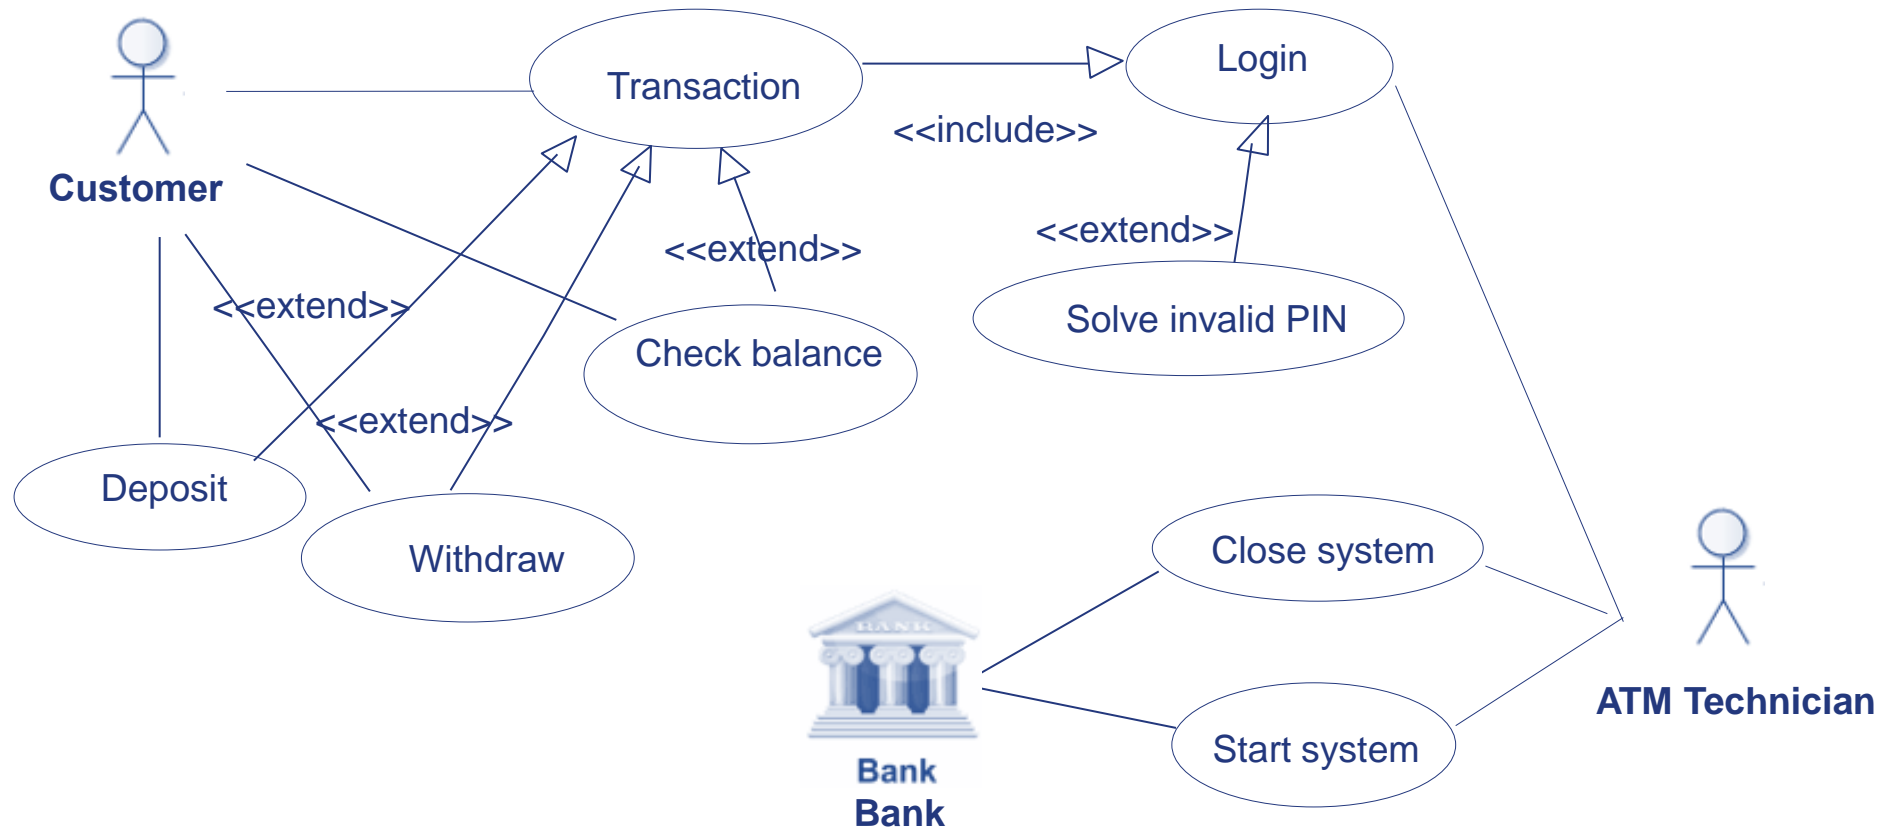 Login
Transaction
<<include>>
Customer
<<extend>>
<<extend>>
<<extend>>
Solve invalid PIN
Check balance
<<extend>>
Deposit
Withdraw
Close system
BANK
ATM Technician
Start system
Bank
Bank